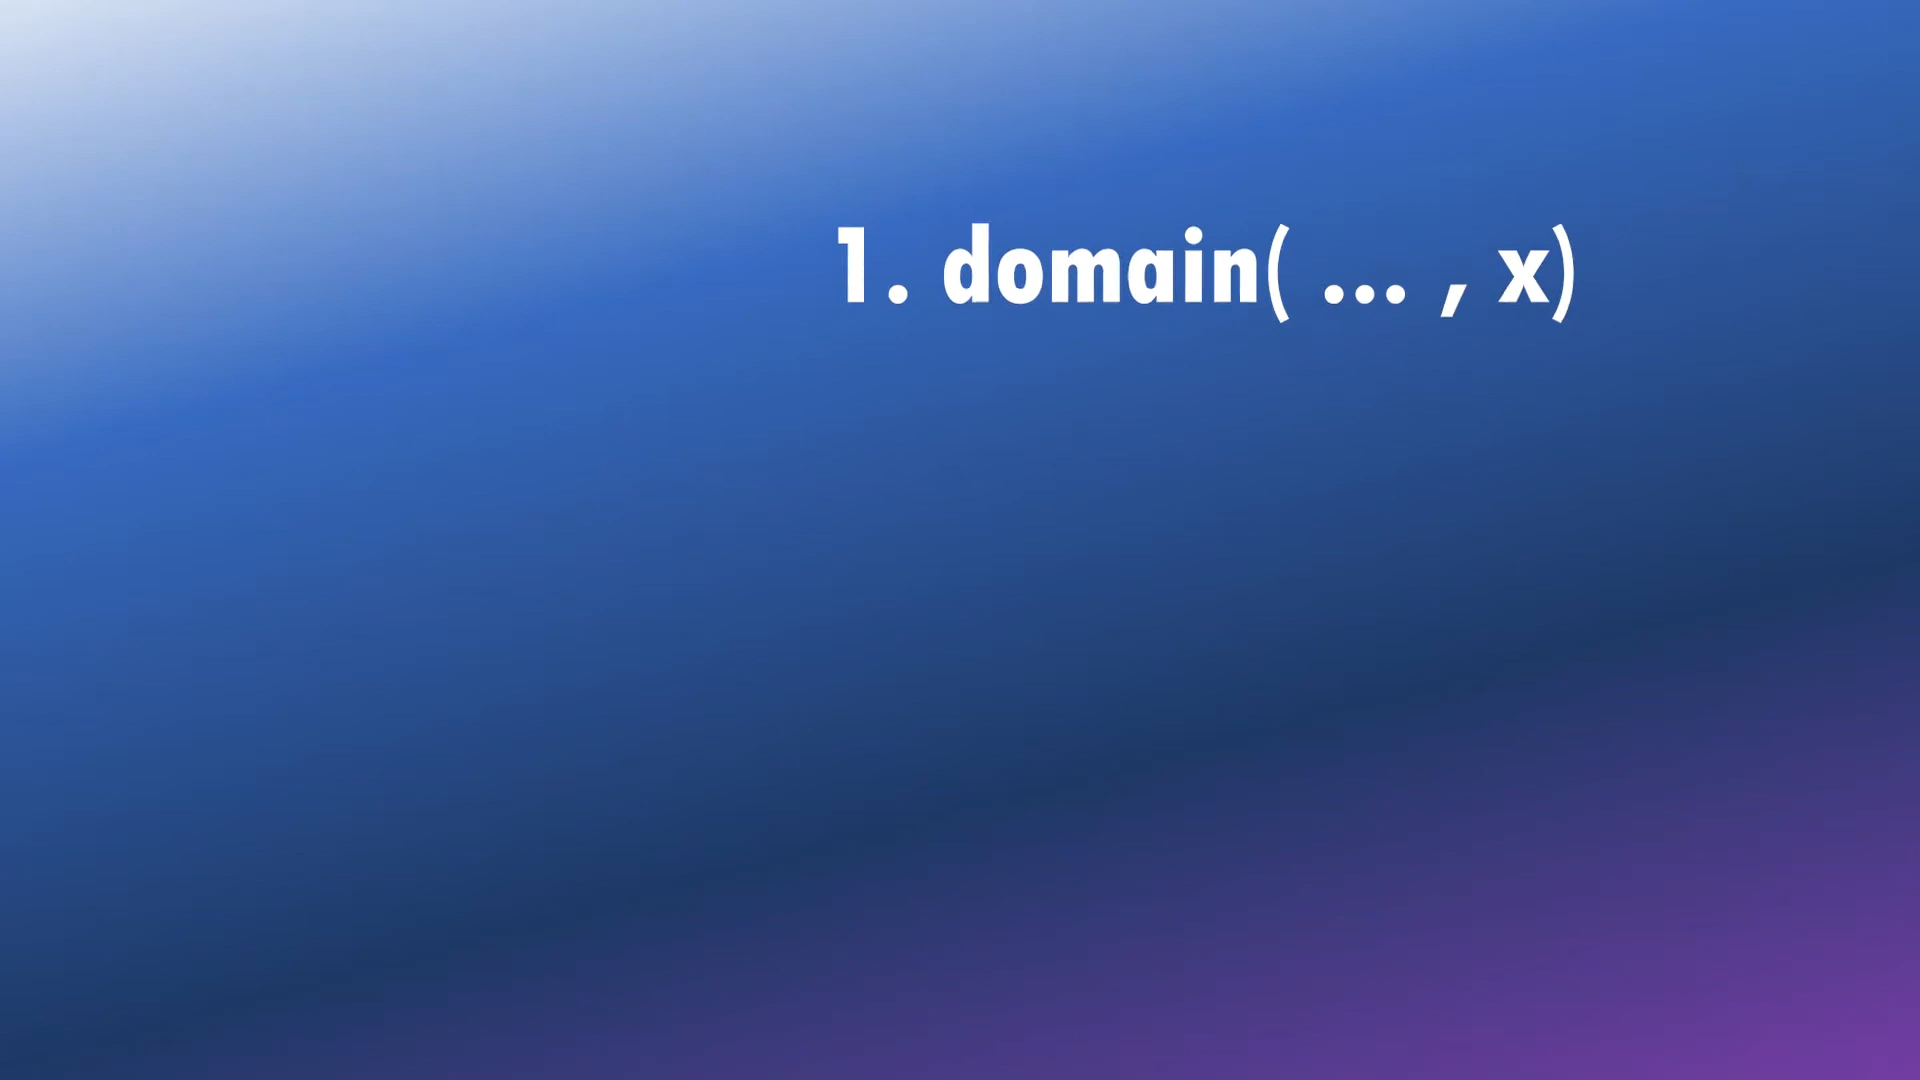 1. domain( ... , x)